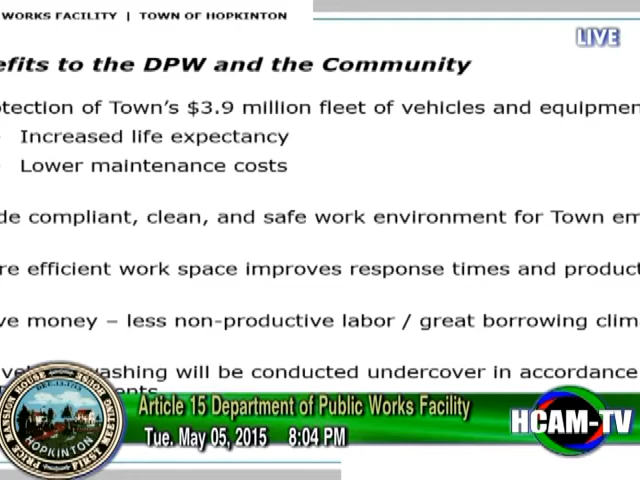 WORKS FACILITY | TOWN OF HOPKINTON
LIVE
efits to the DPW and the Community
otection of Town's $3.9 million fleet of vehicles and equipmen
Increased life expectancy
Lower maintenance costs
de compliant, clean, and safe work environment for Town em
re efficient work space improves response times and product
ve money – less non-productive labor / great borrowing clim
washing will be conducted undercover in accordance
Article 15 Department of Public Works Facility
Tue. May 05, 2015 8:04 PM
HCAM-TV
HOPKINTON